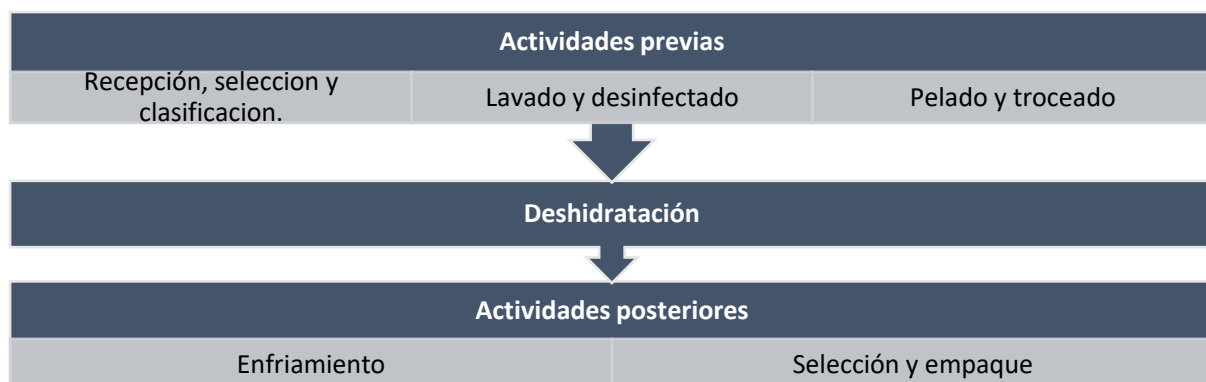 Actividades previas
Recepción, seleccion y
clasificacion.
Lavado y desinfectado
Pelado y troceado
Deshidratación
Actividades posteriores
Enfriamiento
Selección y empaque